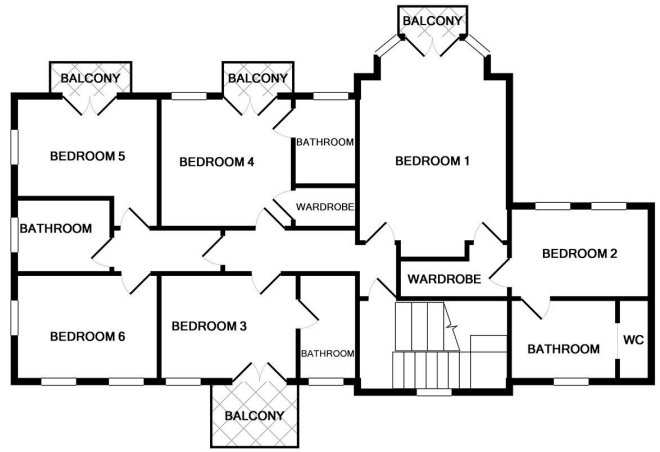 BALCONY
BALCONY
BALCONY
BEDROOM 5
BEDROOM 4
BATHROOM
BEDROOM 1
WARDROBE
BATHROOM
BEDROOM 2
WARDROBE
BEDROOM 6
BEDROOM 3
BATHROOM
BATHROOM
WC
BALCONY